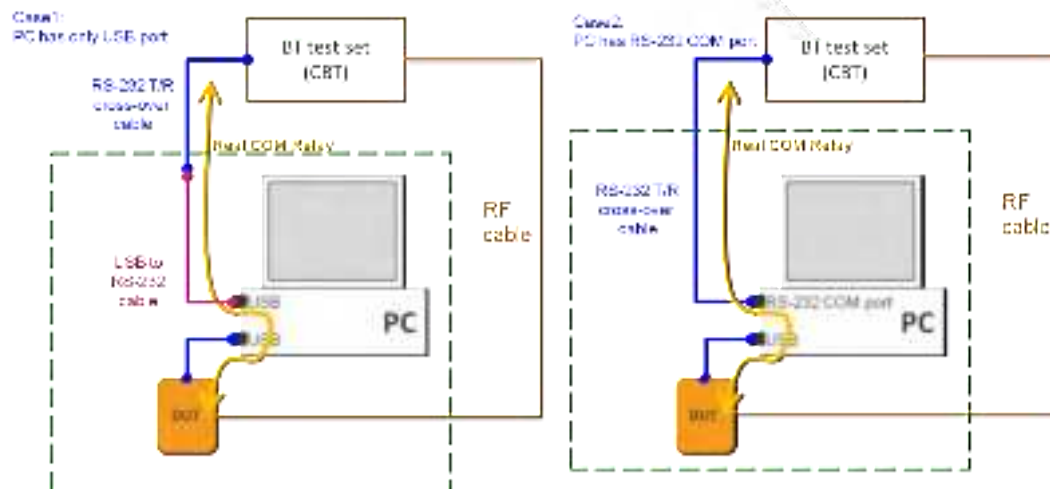 Case1:
PC has only USB port
BT test set
(CBT)
RS-232 T/R
cross-over
cable
Real COM Relay
RF
cable
USB to
RS-232
cable
USB
USB
PC
DUT
Case2:
PC has RS-232 COM port
BT test set
(CBT)
Real COM Relay
RS-232 T/R
cross-over
cable
RF
cable
RS-232 COM port
USB
PC
DUT